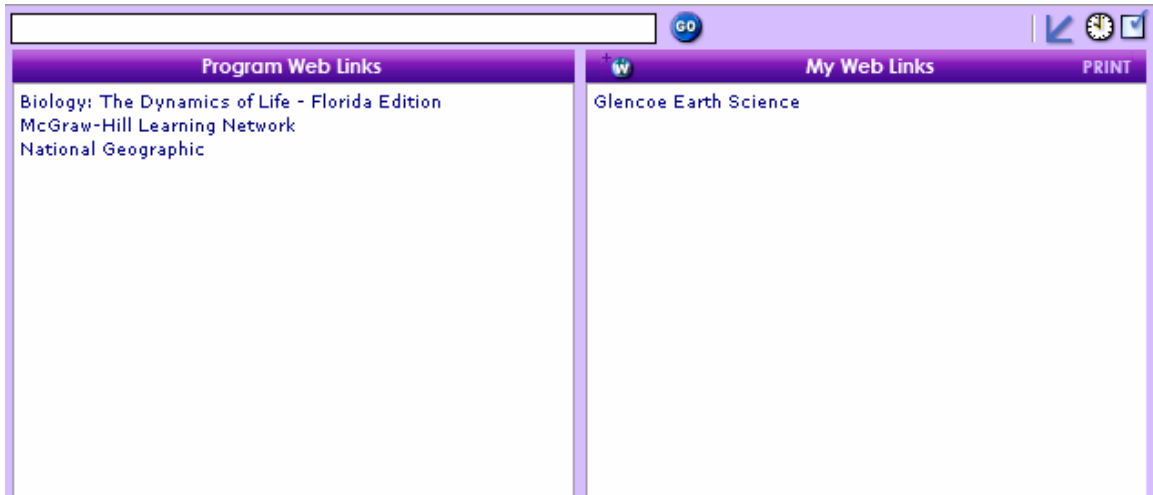 GO
Program Web Links
Biology: The Dynamics of Life - Florida Edition
McGraw-Hill Learning Network
National Geographic
+W My Web Links PRINT
Glencoe Earth Science